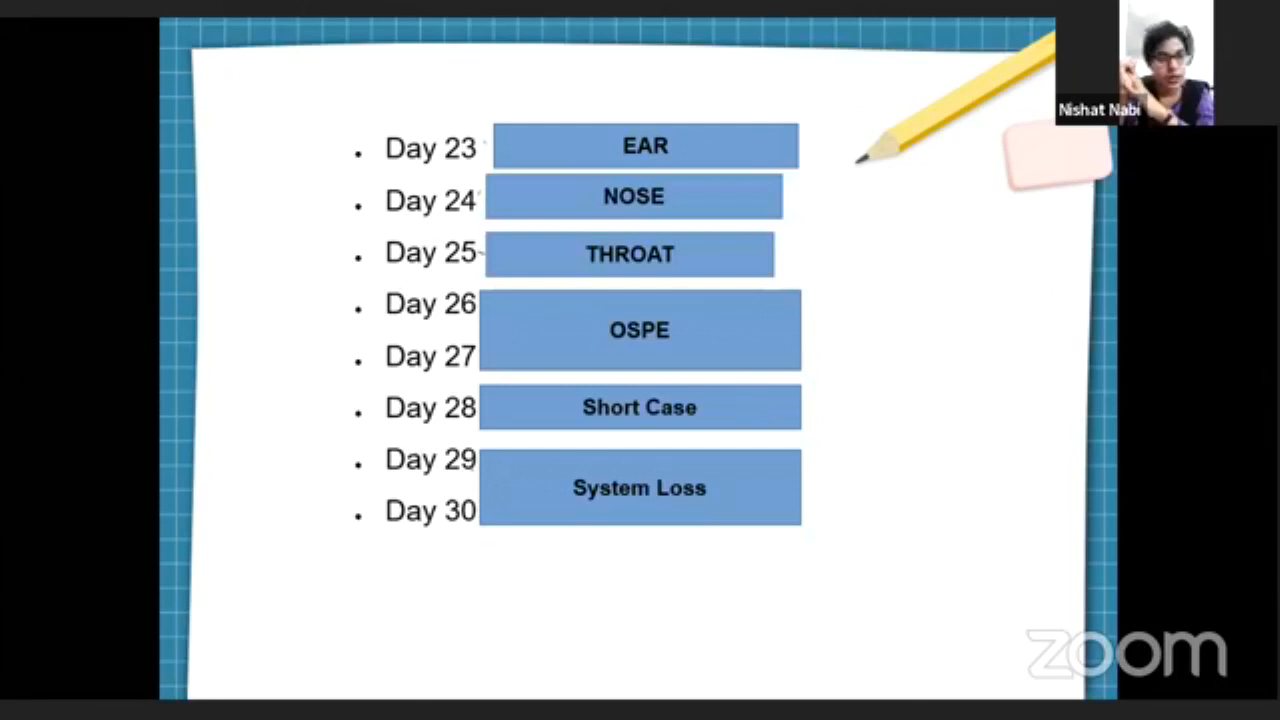 Nishat Nabi
Day 23 EAR
Day 24 NOSE
Day 25 THROAT
Day 26
OSPE
Day 27
Day 28 Short Case
Day 29
System Loss
Day 30
zoom